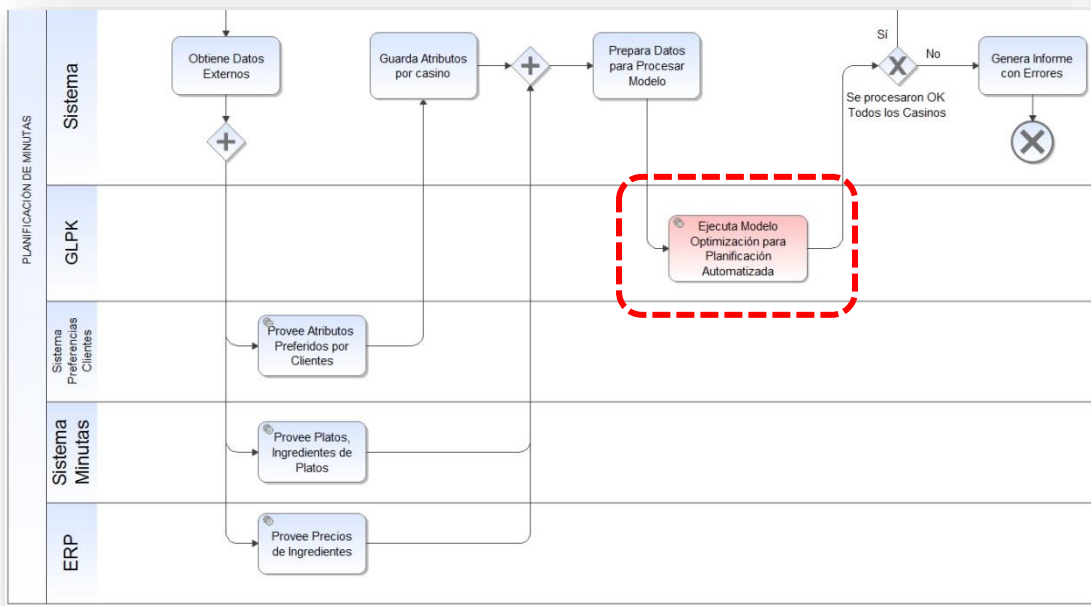 PLANIFICACIÓN DE MINUTAS
Sistema
Obtiene Datos
Externos
Guarda Atributos
por casino
Prepara Datos
para Procesar
Modelo
Sí
No
Se procesaron OK
Todos los Casinos
Genera Informe
con Errores
GLPK
Ejecuta Modelo
Optimización para
Planificación
Automatizada
Sistema
Preferencias
Clientes
Provee Atributos
Preferidos por
Clientes
Sistema
Minutas
Provee Platos,
Ingredientes de
Platos
ERP
Provee Precios
de Ingredientes